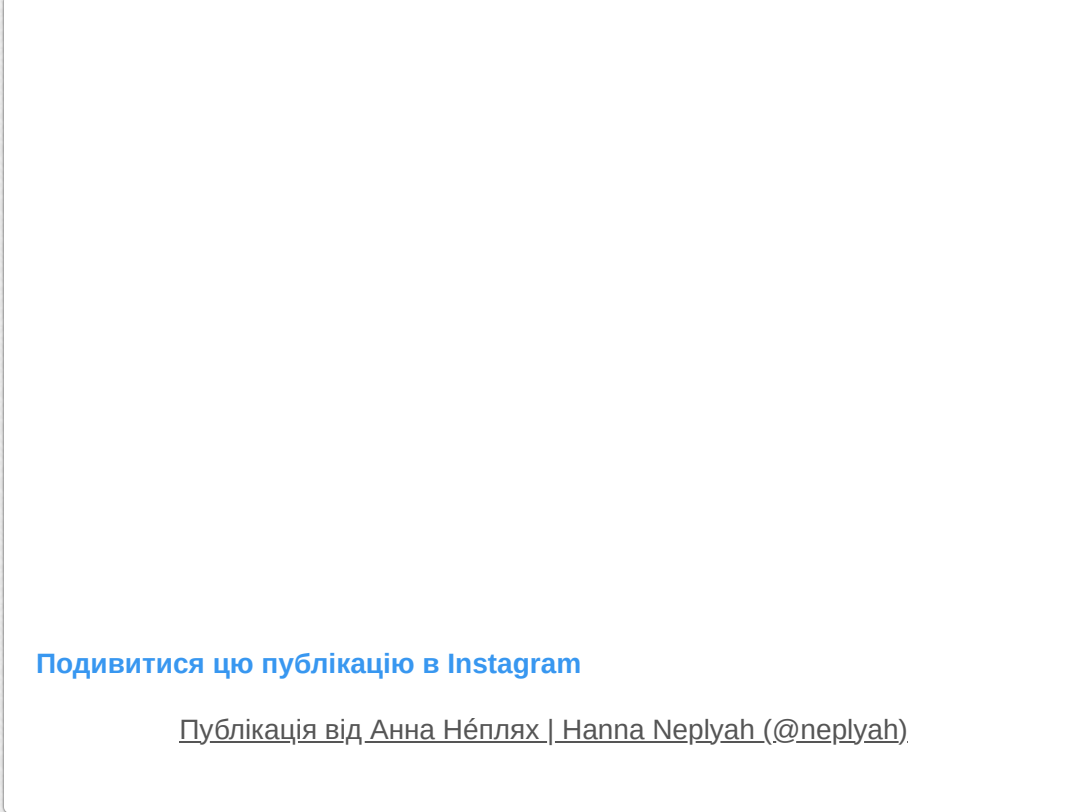 Подивитися цю публікацію в Instagram
Публікація від Анна Не́плях | Hanna Neplyah (@neplyah)